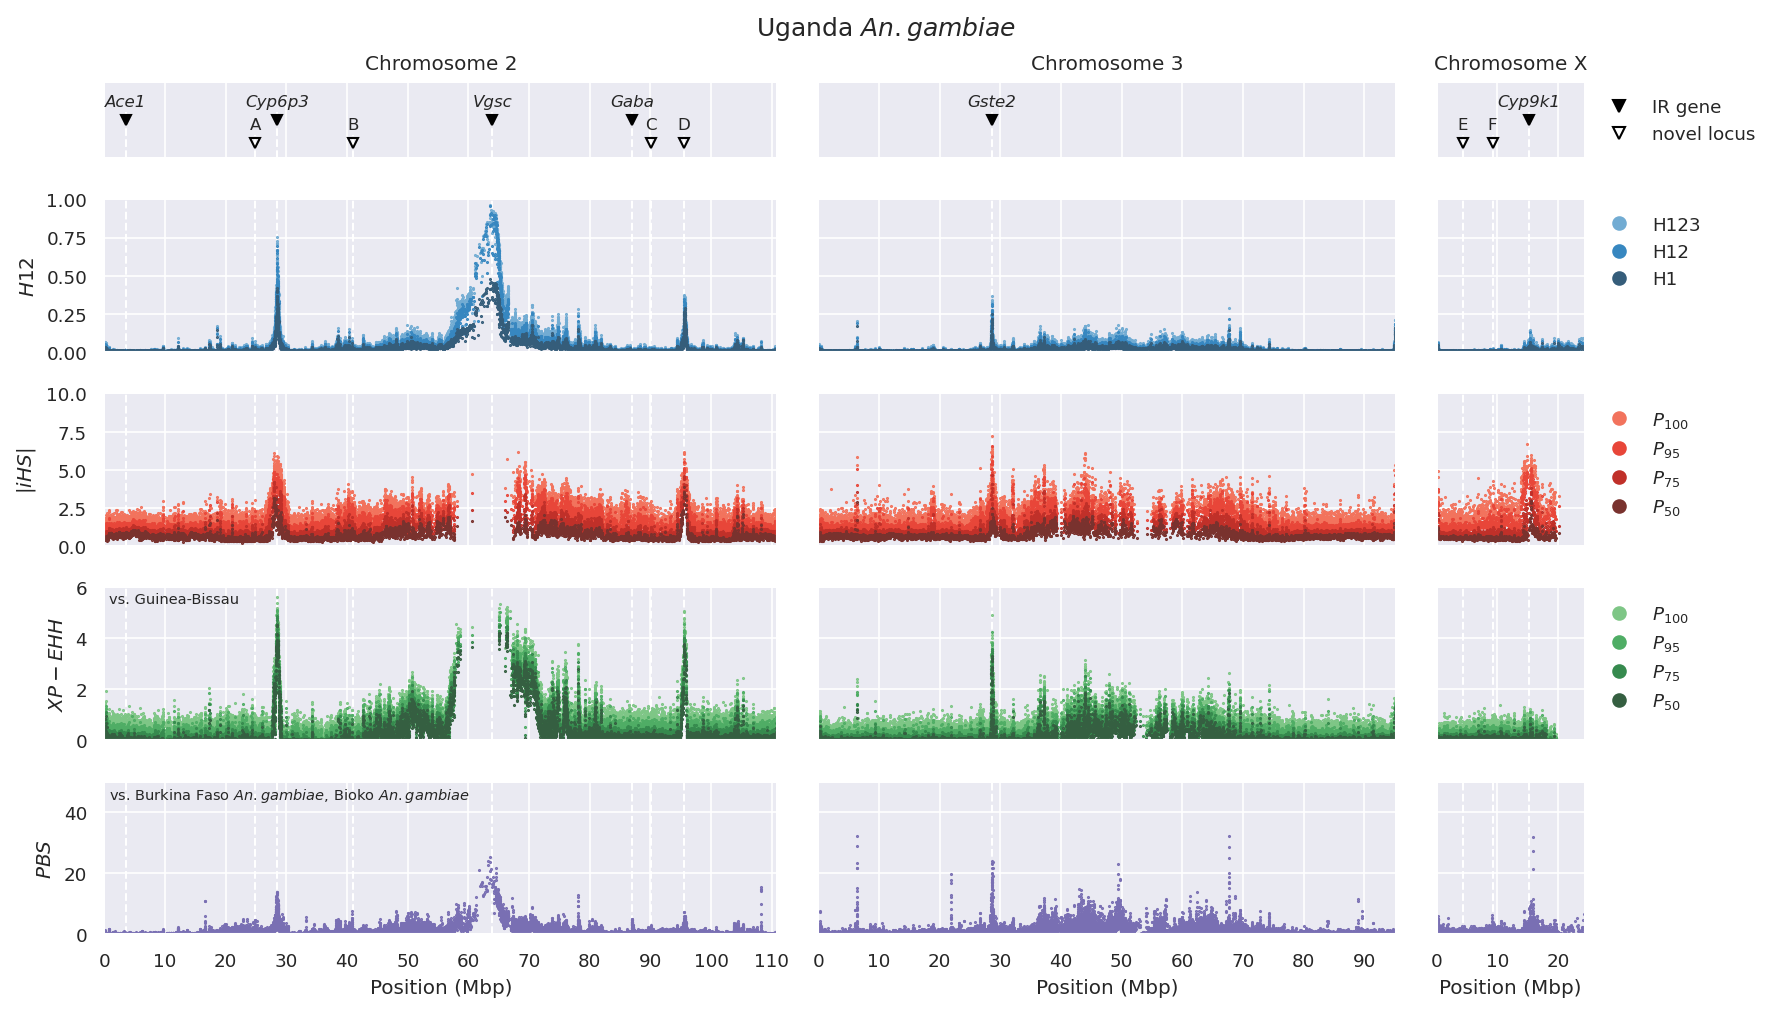 Uganda An. gambiae
Chromosome 2
Chromosome 3
Chromosome X
Ace1
Cyp6p3
Vgsc
Gaba
Gste2
Cyp9k1
A
B
C
D
E
F
IR gene
novel locus
H12
1.00
0.75
0.50
0.25
0.00
H123
H12
H1
|iHS|
10.0
7.5
5.0
2.5
0.0
P100
P95
P75
P50
XP − EHH
6
4
2
0
vs. Guinea-Bissau
P100
P95
P75
P50
PBS
40
20
0
vs. Burkina Faso An. gambiae, Bioko An. gambiae
0 10 20 30 40 50 60 70 80 90 100 110
0 10 20 30 40 50 60 70 80 90
0 10 20
Position (Mbp)
Position (Mbp)
Position (Mbp)